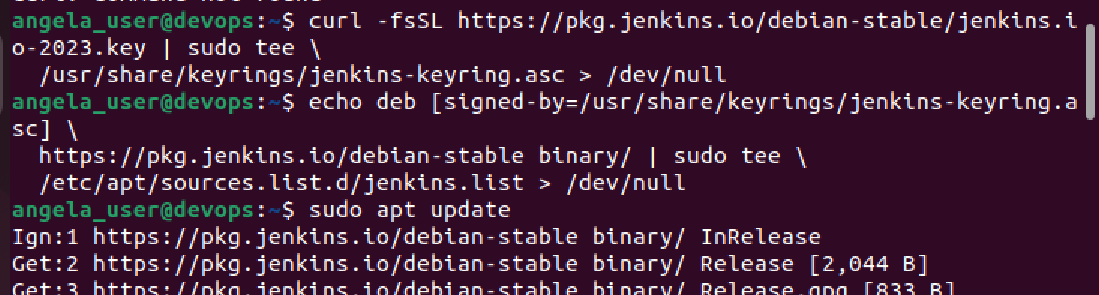 angela_user@devops:~$ curl -fsSL https://pkg.jenkins.io/debian-stable/jenkins.i
o-2023.key | sudo tee \
  /usr/share/keyrings/jenkins-keyring.asc > /dev/null
angela_user@devops:~$ echo deb [signed-by=/usr/share/keyrings/jenkins-keyring.a
sc] \
  https://pkg.jenkins.io/debian-stable binary/ | sudo tee \
  /etc/apt/sources.list.d/jenkins.list > /dev/null
angela_user@devops:~$ sudo apt update
Ign:1 https://pkg.jenkins.io/debian-stable binary/ InRelease
Get:2 https://pkg.jenkins.io/debian-stable binary/ Release [2,044 B]
Get:3 https://pkg.jenkins.io/debian-stable binary/ Release.gpg [833 B]